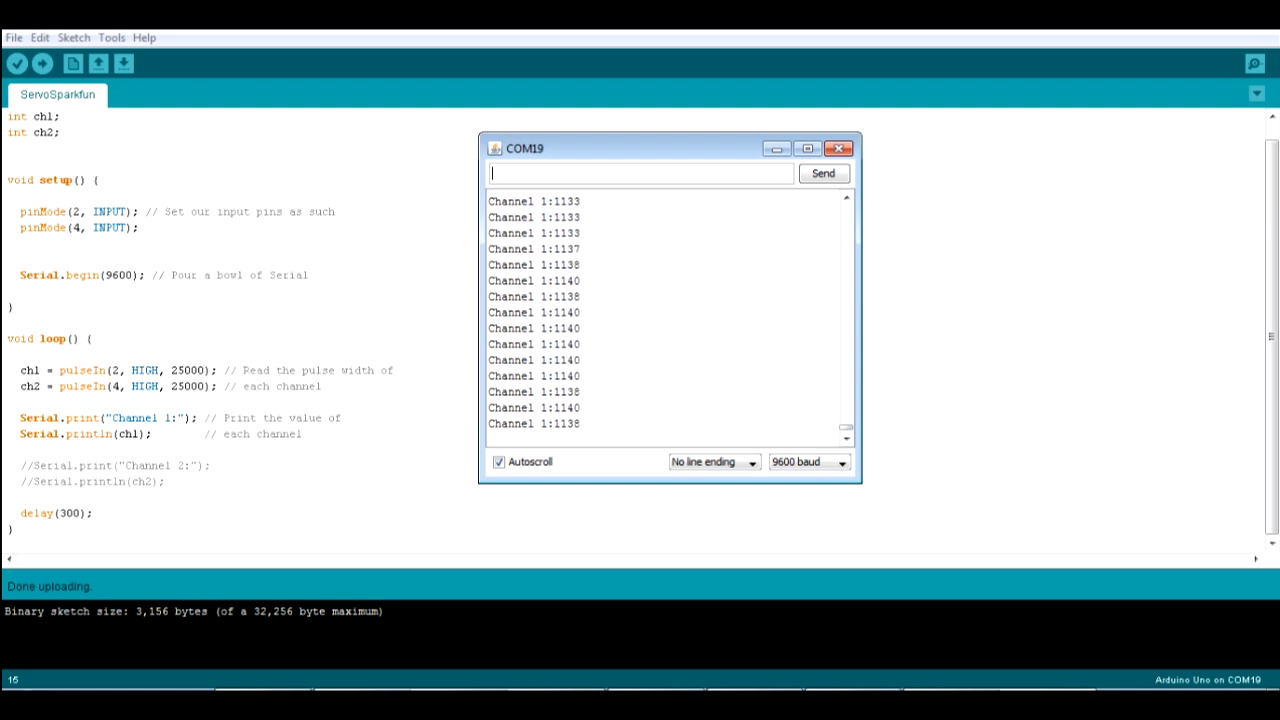 File Edit Sketch Tools Help
ServoSparkfun
int ch1;
int ch2;
void setup() {
pinMode(2, INPUT); // Set our input pins as such
pinMode(4, INPUT);
Serial.begin(9600); // Pour a bowl of Serial
}
void loop() {
ch1 = pulseIn(2, HIGH, 25000); // Read the pulse width of
ch2 = pulseIn(4, HIGH, 25000); // each channel
Serial.print("Channel 1:"); // Print the value of
Serial.println(ch1); // each channel
//Serial.print("Channel 2:");
//Serial.println(ch2);
delay(300);
}
COM19
Send
Channel 1:1133
Channel 1:1133
Channel 1:1133
Channel 1:1137
Channel 1:1138
Channel 1:1140
Channel 1:1138
Channel 1:1140
Channel 1:1140
Channel 1:1140
Channel 1:1140
Channel 1:1140
Channel 1:1138
Channel 1:1140
Channel 1:1138
Autoscroll No line ending 9600 baud
Done uploading.
Binary sketch size: 3,156 bytes (of a 32,256 byte maximum)
15 Arduino Uno on COM19